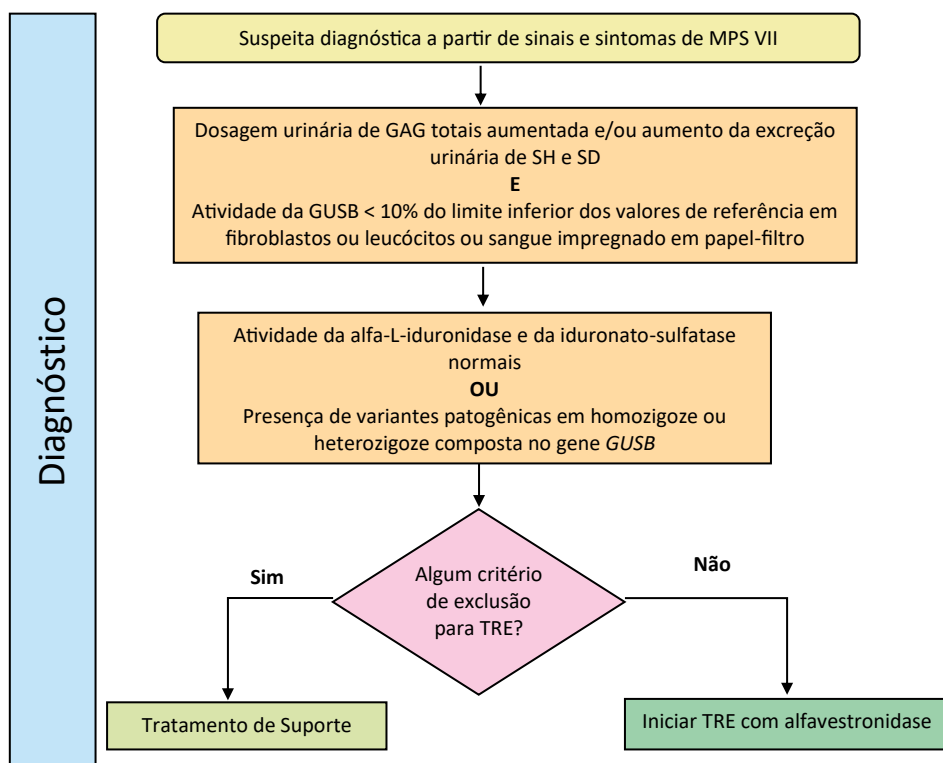 Diagnóstico
Suspeita diagnóstica a partir de sinais e sintomas de MPS VII
Dosagem urinária de GAG totais aumentada e/ou aumento da excreção
urinária de SH e SD
E
Atividade da GUSB < 10% do limite inferior dos valores de referência em
fibroblastos ou leucócitos ou sangue impregnado em papel-filtro
Atividade da alfa-L-iduronidase e da iduronato-sulfatase
normais
OU
Presença de variantes patogênicas em homozigoze ou
heterozigoze composta no gene GUSB
Algum critério
de exclusão
para TRE?
Sim
Não
Tratamento de Suporte
Iniciar TRE com alfavestronidase